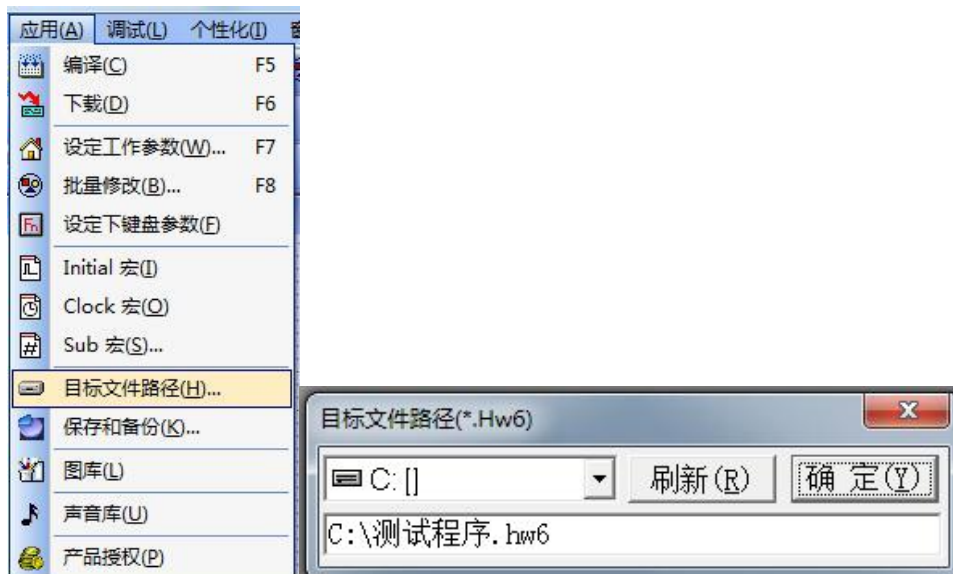 应用(A) 调试(L) 个性化(I)
编译(C) F5
下载(D) F6
设定工作参数(W)... F7
批量修改(B)... F8
设定下键盘参数(F)
Initial 宏(I)
Clock 宏(O)
Sub 宏(S)...
目标文件路径(H)...
保存和备份(K)...
图库(L)
声音库(U)
产品授权(P)
目标文件路径(*.Hw6)
C: []
刷新(R)
确 定(Y)
C:\测试程序.hw6